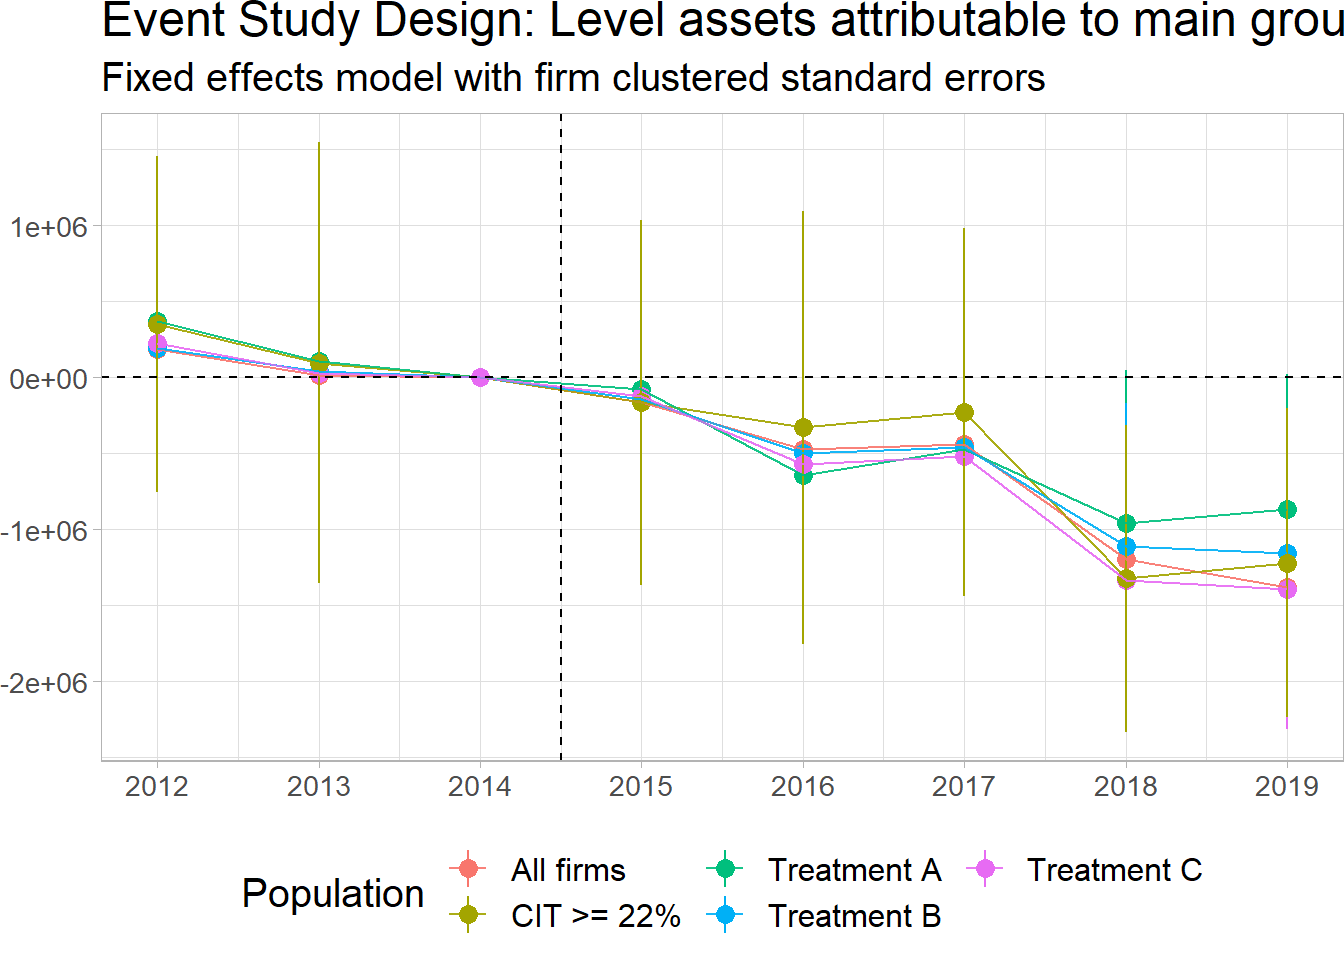 Event Study Design: Level assets attributable to main grou
Fixed effects model with firm clustered standard errors
1e+06
0e+00
-1e+06
-2e+06
2012 2013 2014 2015 2016 2017 2018 2019
Population
All firms
Treatment A
Treatment C
CIT >= 22%
Treatment B